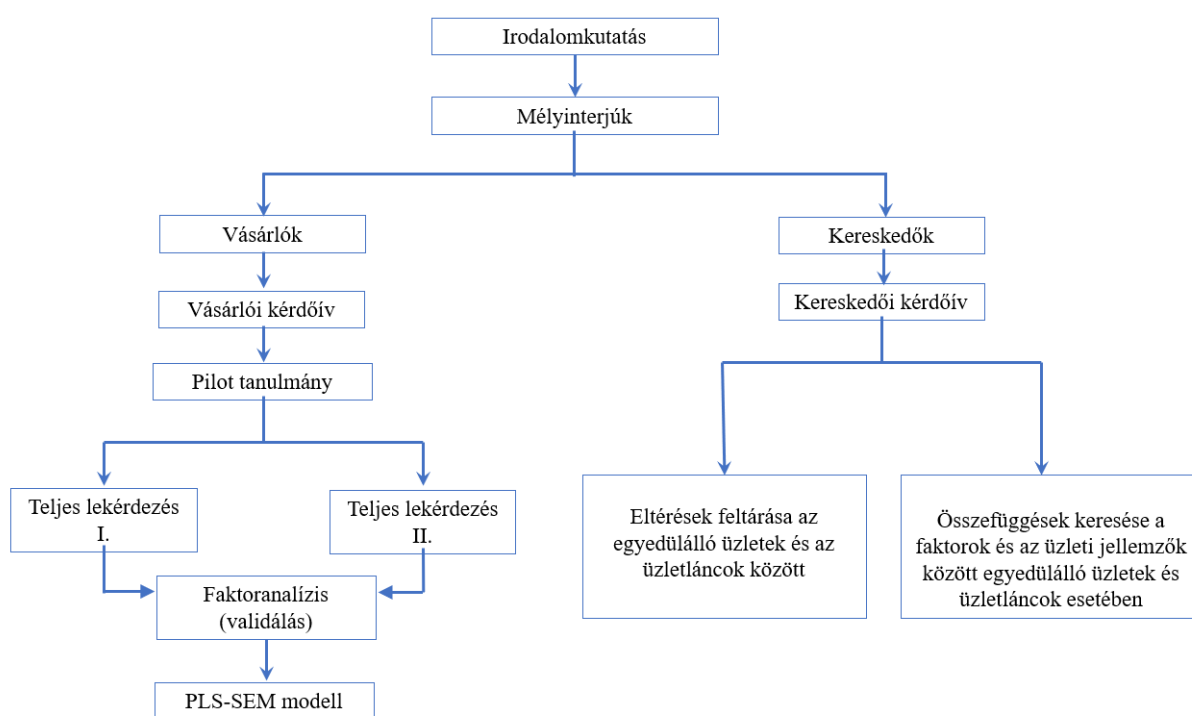 Irodalomkutatás
Mélyinterjúk
Vásárlók
Kereskedők
Vásárlói kérdőív
Kereskedői kérdőív
Pilot tanulmány
Teljes lekérdezés
I.
Teljes lekérdezés
II.
Eltérések feltárása az
egyedülálló üzletek és az
üzletláncok között
Összefüggések keresése a
faktorok és az üzleti jellemzők
között egyedülálló üzletek és
üzletláncok esetében
Faktoranalízis
(validálás)
PLS-SEM modell